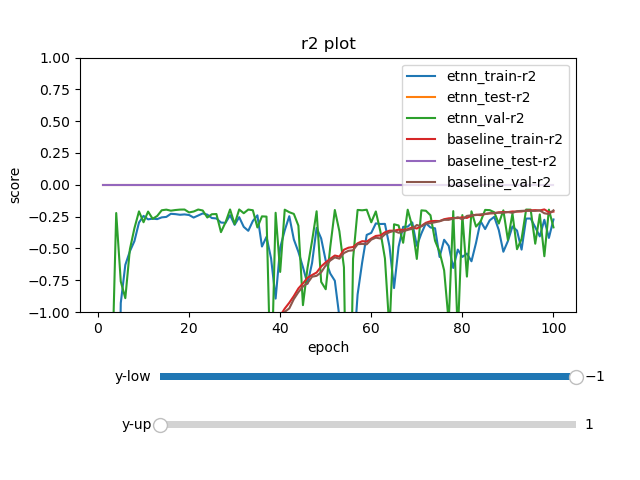 r2 plot
score
1.00
0.75
0.50
0.25
0.00
−0.25
−0.50
−0.75
−1.00
etnn_train-r2
etnn_test-r2
etnn_val-r2
baseline_train-r2
baseline_test-r2
baseline_val-r2
0 20 40 60 80 100
epoch
y-low −1
y-up 1